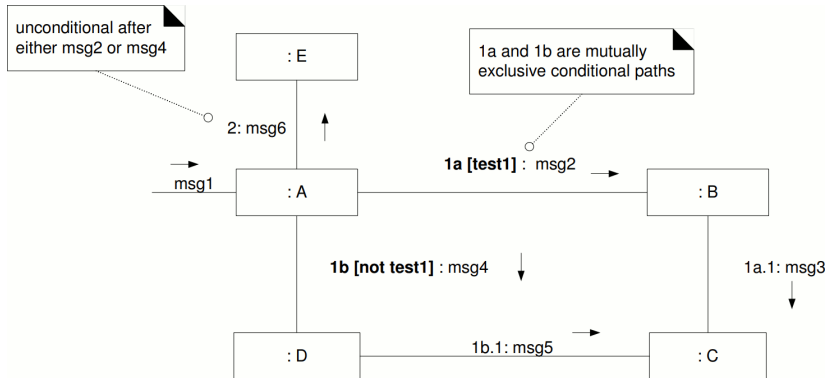 unconditional after
either msg2 or msg4
: E
1a and 1b are mutually
exclusive conditional paths
2: msg6
1a [test1] : msg2
msg1
: A
: B
1b [not test1] : msg4
1a.1: msg3
: D
1b.1: msg5
: C